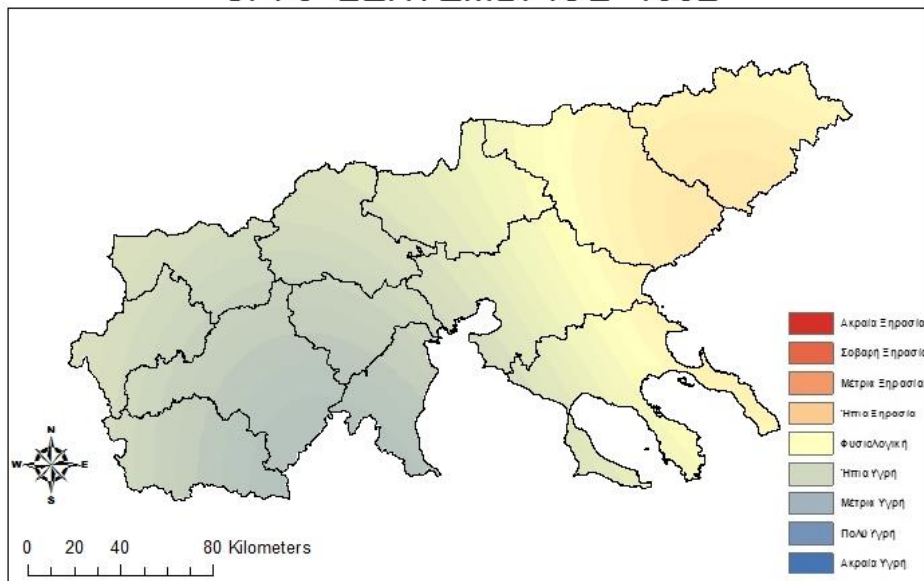 N
W E
S
0 20 40 80 Kilometers
Ακραία Ξηρασία
Σοβαρή Ξηρασία
Μέτρια Ξηρασία
Ήπια Ξηρασία
Φυσιολογική
Ήπια Υγρή
Μέτρια Υγρή
Πολύ Υγρή
Ακραία Υγρή